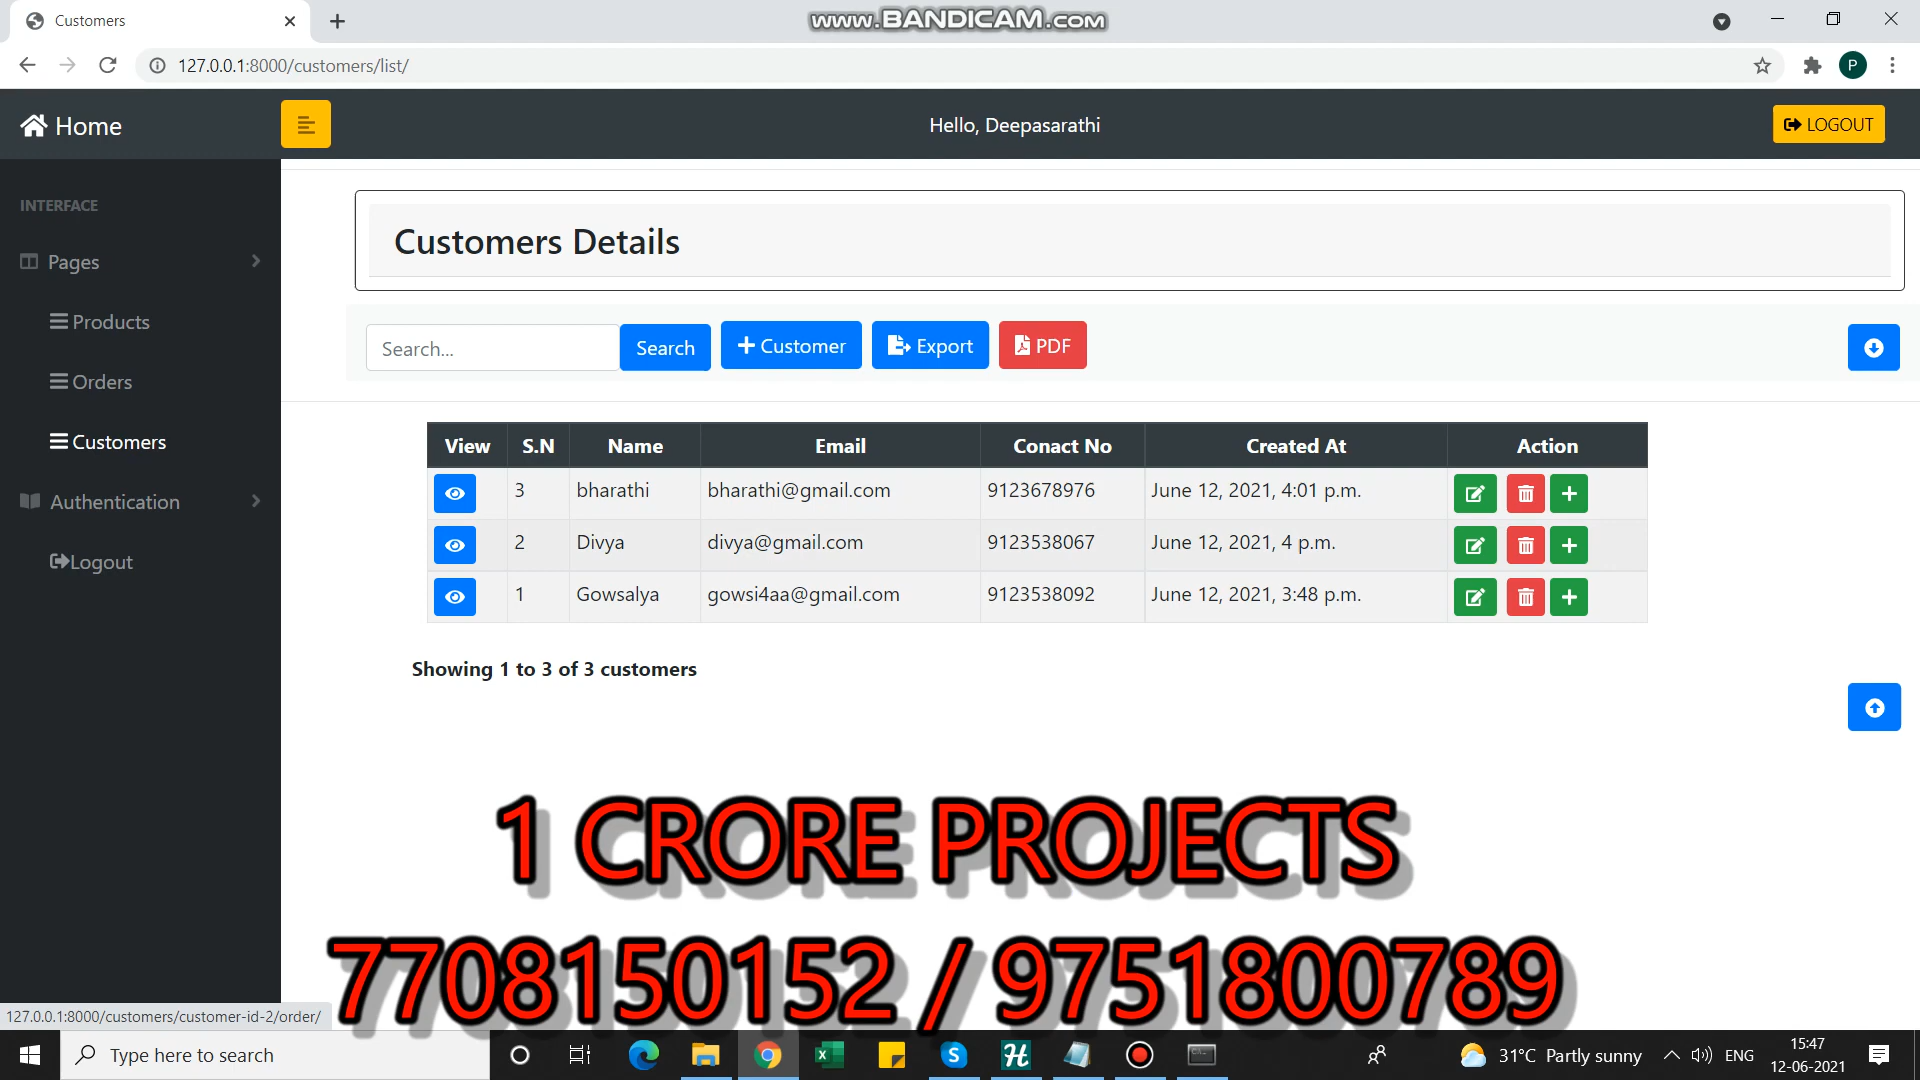 Customers
www.BANDICAM.com
127.0.0.1:8000/customers/list/
P
Home
Hello, Deepasarathi
LOGOUT
INTERFACE
Pages
Products
Orders
Customers
Authentication
Logout
Customers Details
Search...
Search
Customer
Export
PDF
View S.N Name Email Conact No Created At Action
3 bharathi bharathi@gmail.com 9123678976 June 12, 2021, 4:01 p.m.
2 Divya divya@gmail.com 9123538067 June 12, 2021, 4 p.m.
1 Gowsalya gowsi4aa@gmail.com 9123538092 June 12, 2021, 3:48 p.m.
Showing 1 to 3 of 3 customers
1 CRORE PROJECTS
7708150152 / 9751800789
127.0.0.1:8000/customers/customer-id-2/order/
Type here to search
31°C Partly sunny
ENG
15:47
12-06-2021